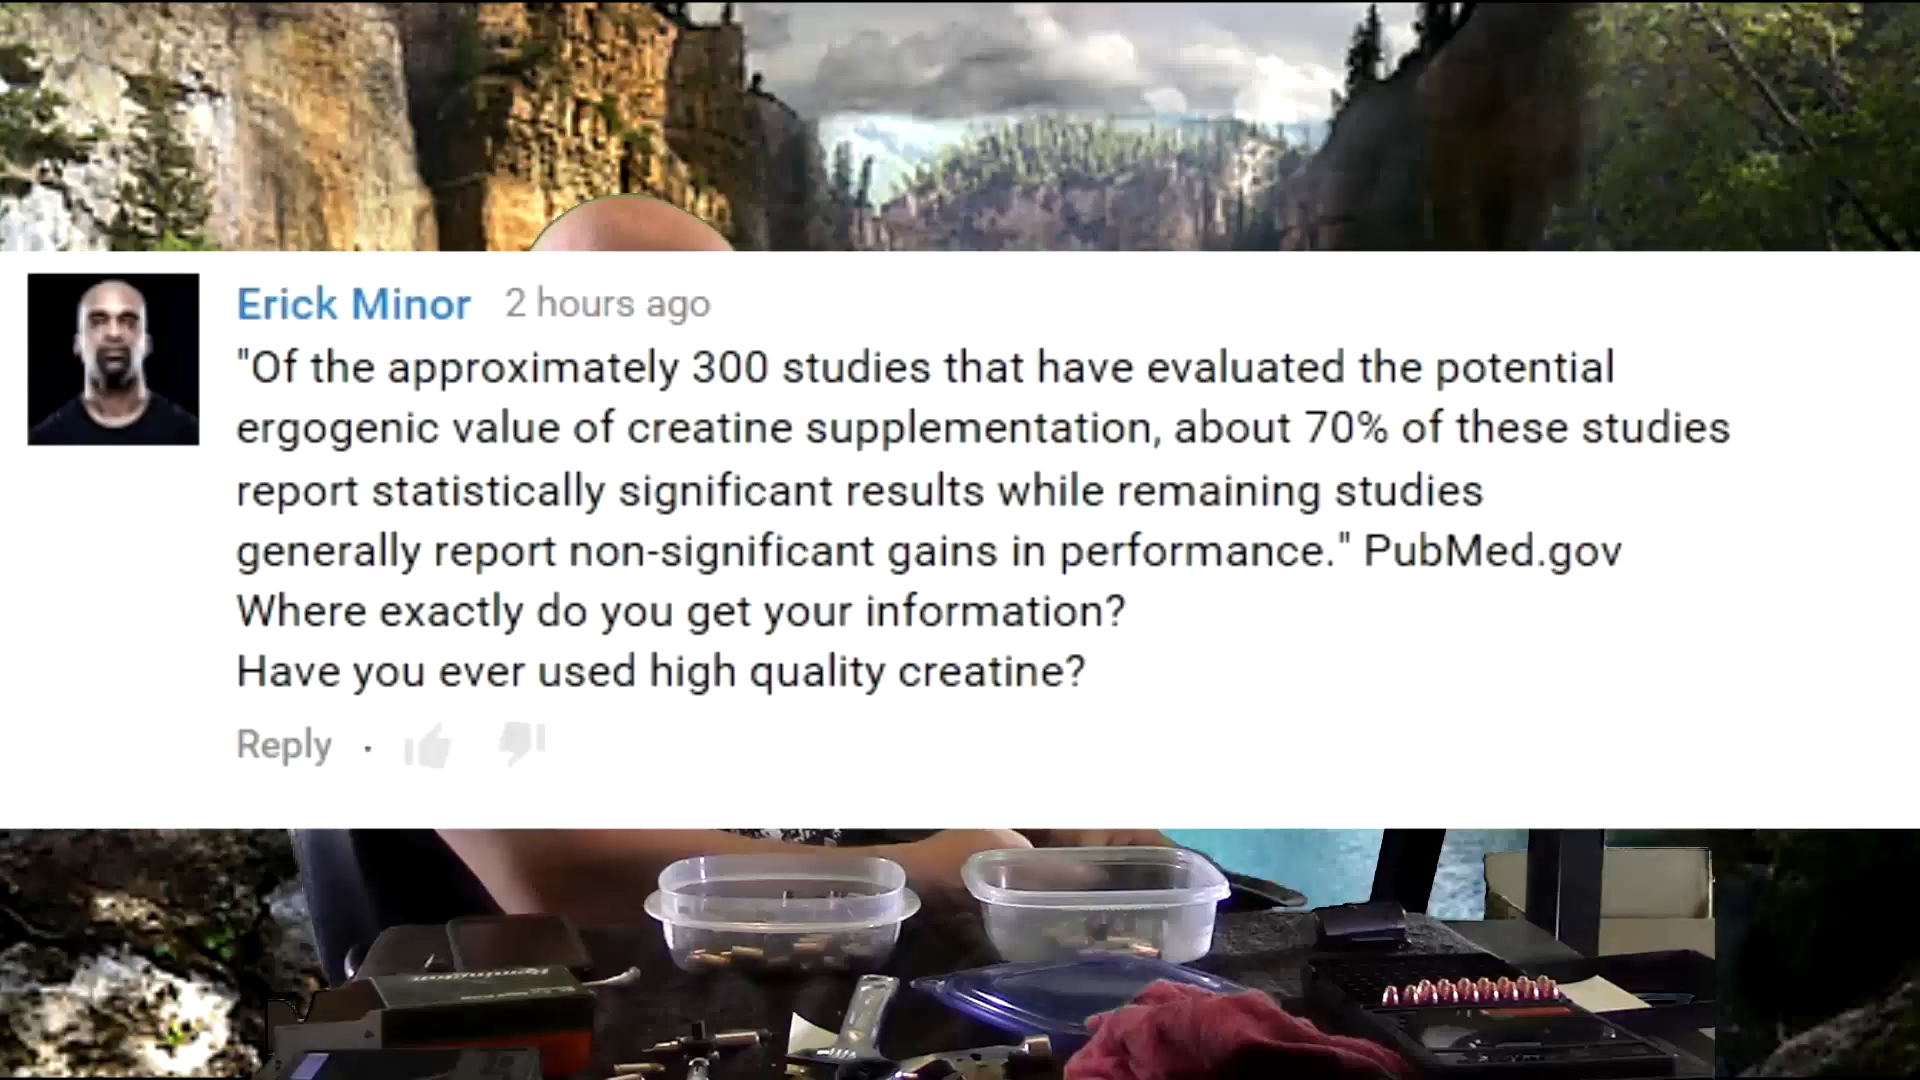 Erick Minor 2 hours ago
"Of the approximately 300 studies that have evaluated the potential
ergogenic value of creatine supplementation, about 70% of these studies
report statistically significant results while remaining studies
generally report non-significant gains in performance." PubMed.gov
Where exactly do you get your information?
Have you ever used high quality creatine?
Reply ·
Remington